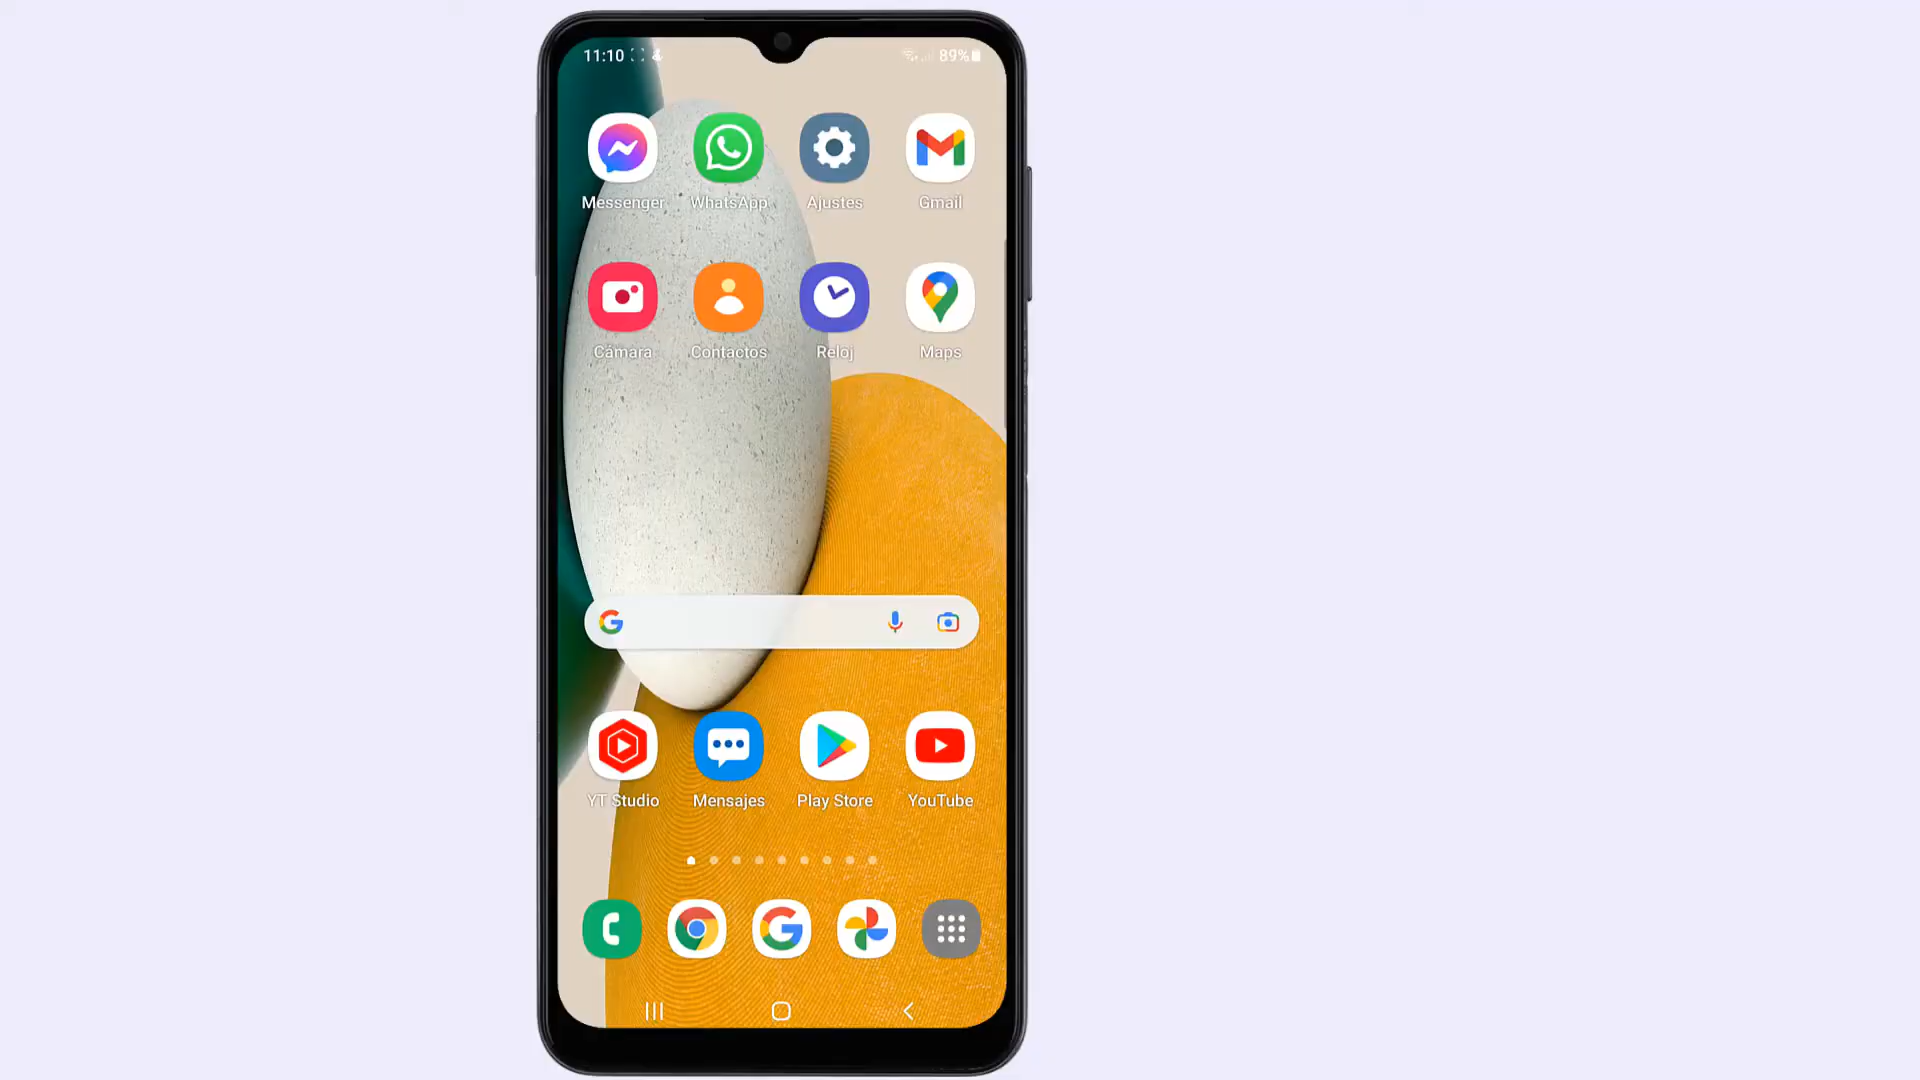 11:10
89%
Messenger WhatsApp Ajustes Gmail
Cámara Contactos Reloj Maps
YT Studio Mensajes Play Store YouTube